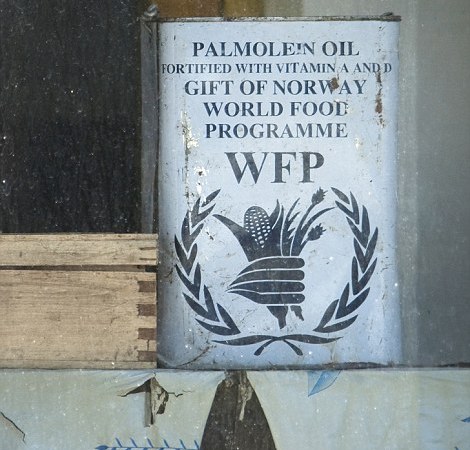 PALMOLEIN OIL
FORTIFIED WITH VITAMIN A AND D
GIFT OF NORWAY
WORLD FOOD
PROGRAMME
WFP